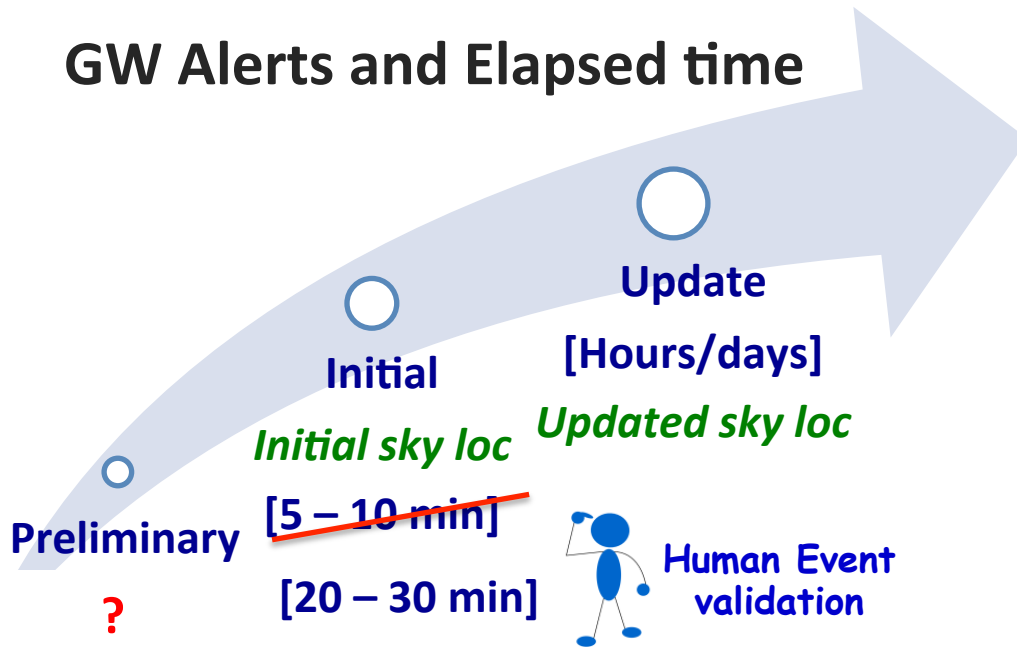 GW Alerts and Elapsed time
Update
[Hours/days]
Updated sky loc
Initial
Initial sky loc
[5 – 10 min]
[20 – 30 min]
Preliminary
?
Human Event
validation